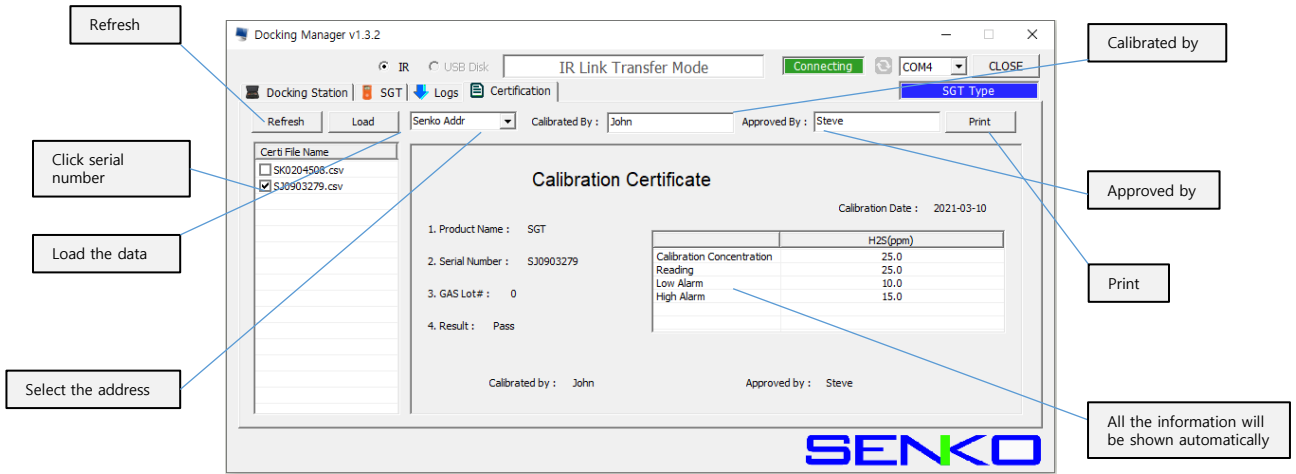 Refresh
Calibrated by
Docking Manager v1.3.2
IR
USB Disk
IR Link Transfer Mode
Connecting
COM4
CLOSE
Docking Station
SGT
Logs
Certification
SGT Type
Refresh
Load
Senko Addr
Calibrated By :
John
Approved By :
Steve
Print
Click serial
number
Certi File Name
SK0204508.csv
SJ0903279.csv
Calibration Certificate
Approved by
Calibration Date : 2021-03-10
Load the data
1. Product Name : SGT
2. Serial Number : SJ0903279
3. GAS Lot# : 0
4. Result : Pass
H2S(ppm)
Calibration Concentration 25.0
Reading 25.0
Low Alarm 10.0
High Alarm 15.0
Print
Select the address
Calibrated by : John
Approved by : Steve
All the information will
be shown automatically
SENKO